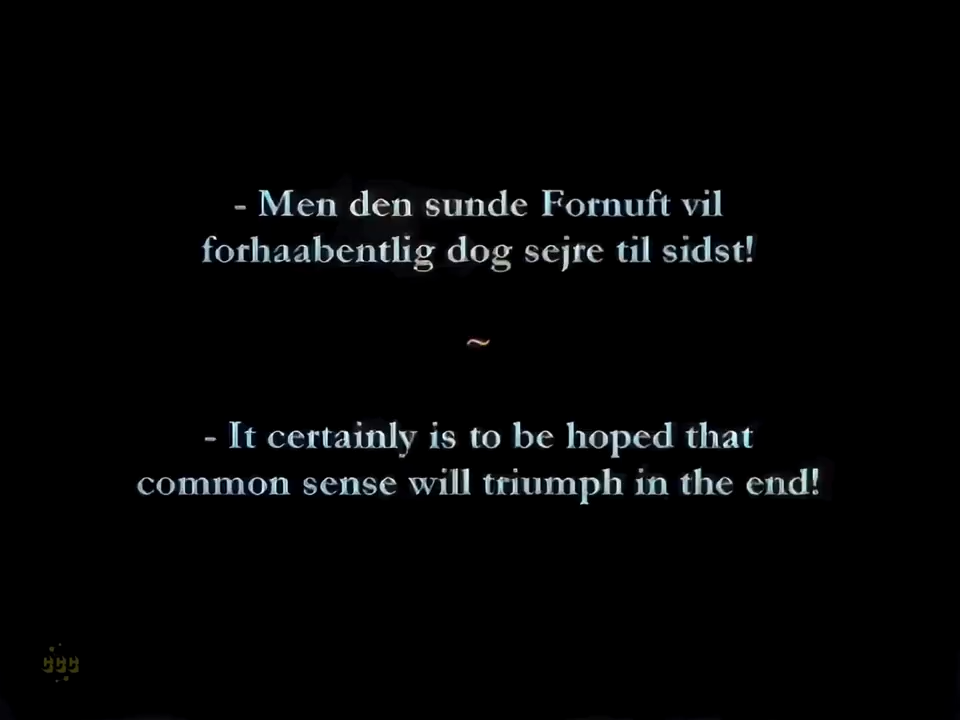 - Men den sunde Fornuft vil
forhaabentlig dog sejre til sidst!
~
- It certainly is to be hoped that
common sense will triumph in the end!
CCC